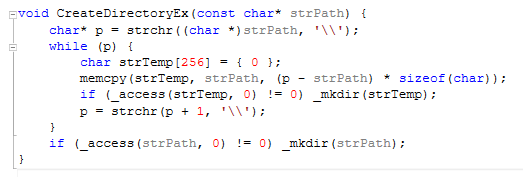 void CreateDirectoryEx(const char* strPath) {
    char* p = strchr((char *)strPath, '\\');
    while (p) {
        char strTemp[256] = { 0 };
        memcpy(strTemp, strPath, (p - strPath) * sizeof(char));
        if (_access(strTemp, 0) != 0) _mkdir(strTemp);
        p = strchr(p + 1, '\\');
    }
    if (_access(strPath, 0) != 0) _mkdir(strPath);
}